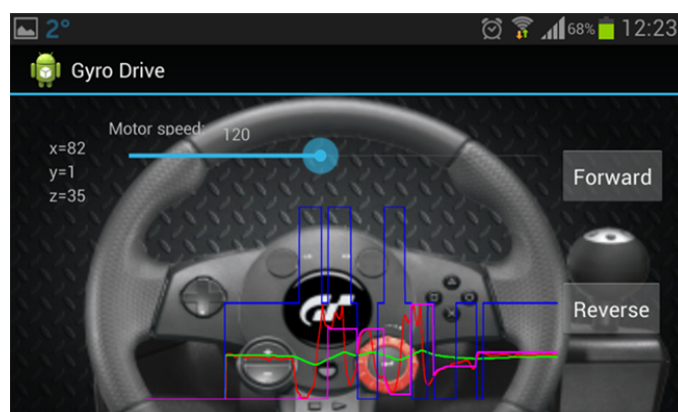 2°
68%
12:23
Gyro Drive
Motor speed:
120
x=82
y=1
z=35
Forward
Reverse